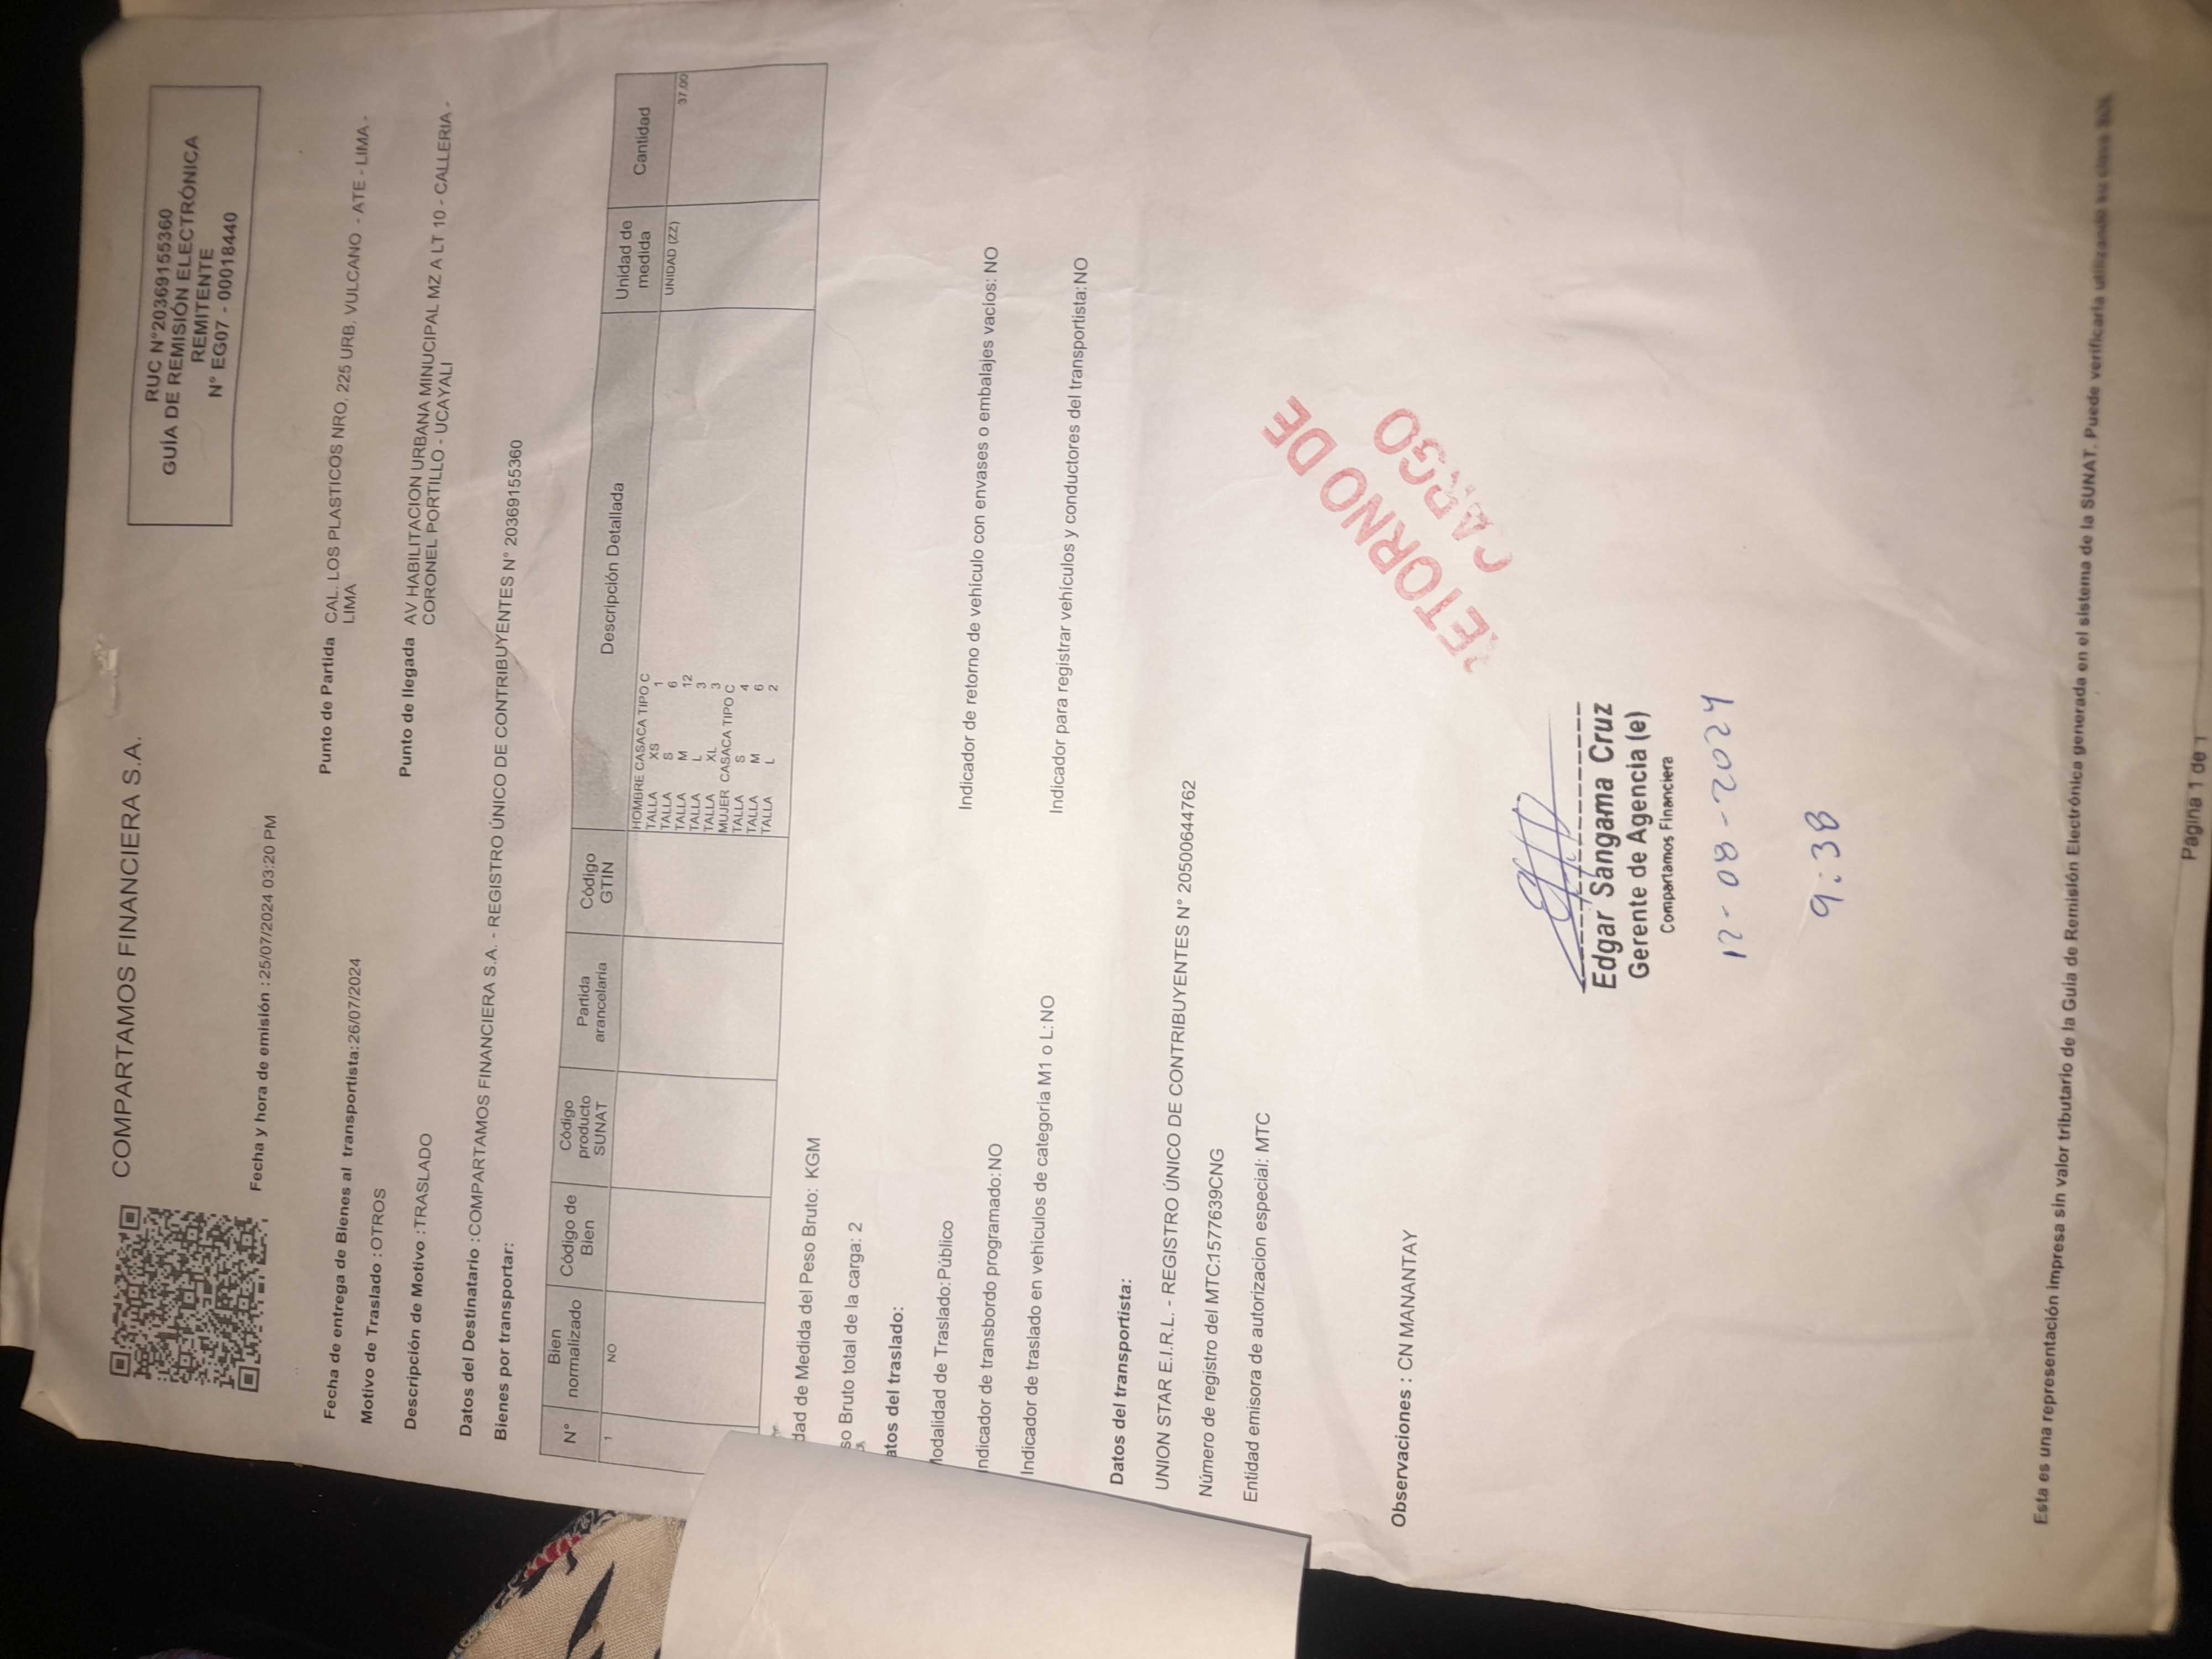 COMPARTAMOS FINANCIERA S.A.
RUC N°20369155360
GUÍA DE REMISIÓN ELECTRÓNICA
REMITENTE
N° EG07 - 00018440
Fecha y hora de emisión :25/07/2024 03:20 PM
Fecha de entrega de Bienes al transportista:26/07/2024
Punto de Partida CAL. LOS PLASTICOS NRO. 225 URB. VULCANO - ATE - LIMA -
LIMA
Motivo de Traslado :OTROS
Descripción de Motivo :TRASLADO
Punto de llegada AV HABILITACION URBANA MINUCIPAL MZ A LT 10 - CALLERIA -
CORONEL PORTILLO - UCAYALI
Datos del Destinatario :COMPARTAMOS FINANCIERA S.A. - REGISTRO ÚNICO DE CONTRIBUYENTES N° 20369155360
Bienes por transportar:
N° Bien normalizado Código de Bien Código producto SUNAT Partida arancelaria Código GTIN Descripción Detallada Unidad de medida Cantidad
1 NO HOMBRE CASACA TIPO C UNIDAD (ZZ) 37.00
TALLA XS 1
TALLA S 6
TALLA M 12
TALLA L 3
TALLA XL 3
MUJER CASACA TIPO C
TALLA S 4
TALLA M 6
TALLA L 2
dad de Medida del Peso Bruto: KGM
so Bruto total de la carga: 2
atos del traslado:
Modalidad de Traslado:Público
Indicador de retorno de vehículo con envases o embalajes vacíos: NO
Indicador de transbordo programado:NO
Indicador de traslado en vehículos de categoría M1 o L:NO
Indicador para registrar vehículos y conductores del transportista:NO
Datos del transportista:
UNION STAR E.I.R.L. - REGISTRO ÚNICO DE CONTRIBUYENTES N° 20500644762
Número de registro del MTC:1577639CNG
Entidad emisora de autorizacion especial: MTC
RETORNO DE
CARGO
Observaciones : CN MANANTAY
Edgar Sangama Cruz
Gerente de Agencia (e)
Compartamos Financiera
12-08-2024
9:38
Esta es una representación impresa sin valor tributario de la Guía de Remisión Electrónica generada en el sistema de la SUNAT. Puede verificarla utilizando su clave SOL
Página 1 de 1